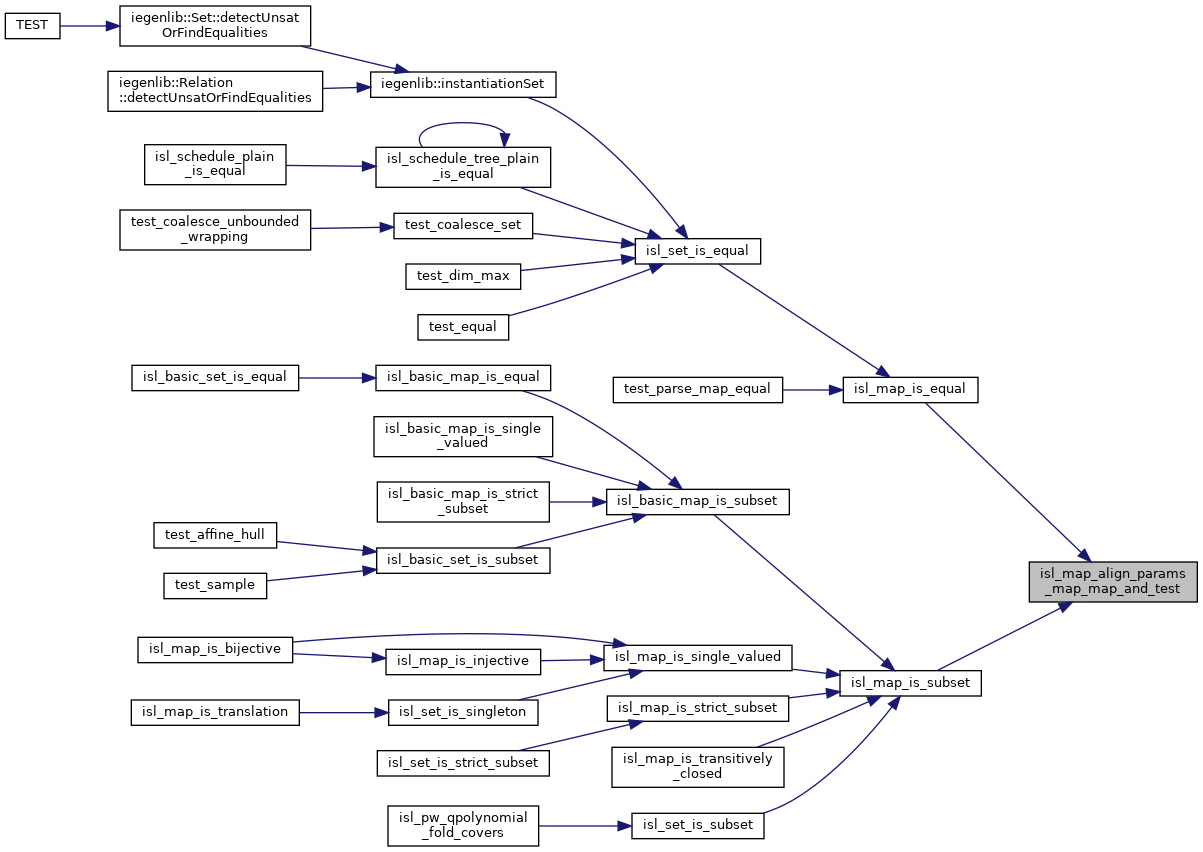 TEST
iegenlib::Set::detectUnsat
OrFindEqualities
iegenlib::Relation
::detectUnsatOrFindEqualities
iegenlib::instantiationSet
isl_schedule_plain
_is_equal
isl_schedule_tree_plain
_is_equal
test_coalesce_unbounded
_wrapping
test_coalesce_set
isl_set_is_equal
test_dim_max
test_equal
isl_basic_set_is_equal
isl_basic_map_is_equal
test_parse_map_equal
isl_map_is_equal
isl_basic_map_is_single
_valued
isl_basic_map_is_strict
_subset
isl_basic_map_is_subset
test_affine_hull
isl_basic_set_is_subset
test_sample
isl_map_align_params
_map_map_and_test
isl_map_is_bijective
isl_map_is_injective
isl_map_is_single_valued
isl_map_is_subset
isl_map_is_translation
isl_set_is_singleton
isl_map_is_strict_subset
isl_set_is_strict_subset
isl_map_is_transitively
_closed
isl_pw_qpolynomial
_fold_covers
isl_set_is_subset